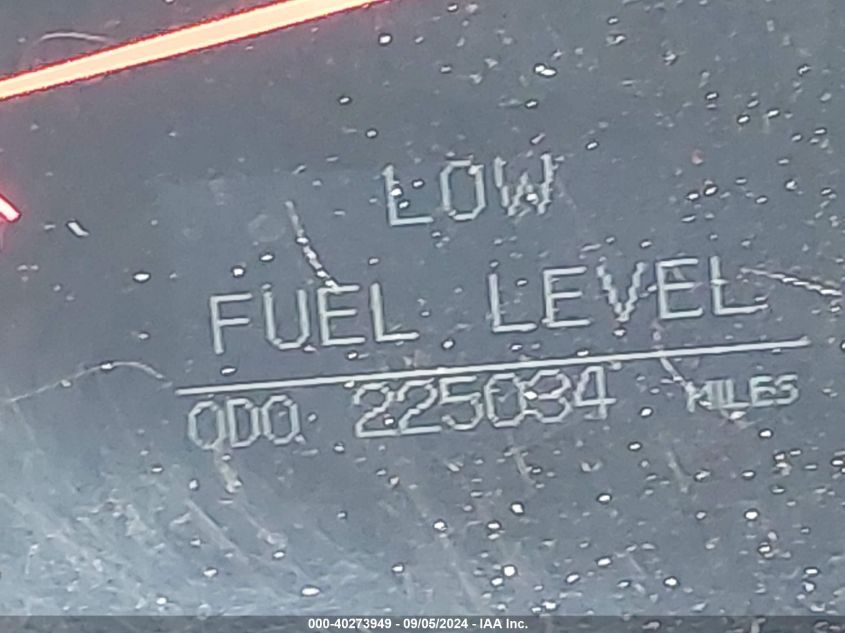 LOW
FUEL LEVEL
ODO 225034 MILES
000-40273949 - 09/05/2024 - IAA Inc.